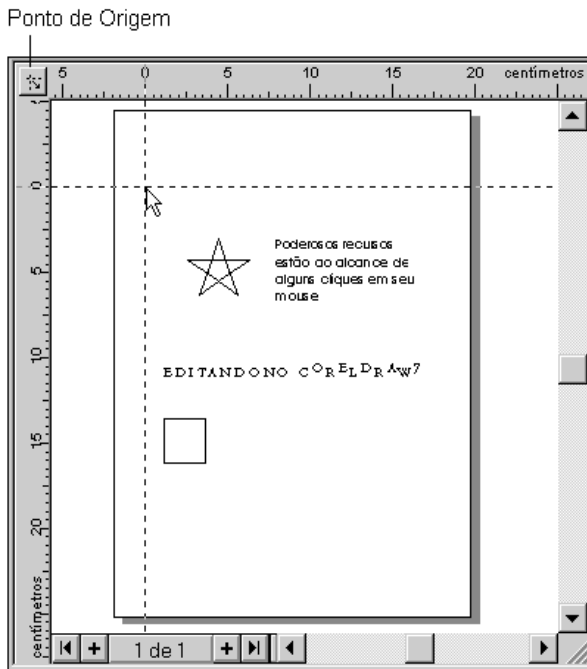 Ponto de Origem
5 0 5 10 15 20 centímetros
0
5
10
15
20
centímetros
Poderosos recursos
estão ao alcance de
alguns cliques em seu
mouse
EDITANDONO CORELDRAW7
1 de 1